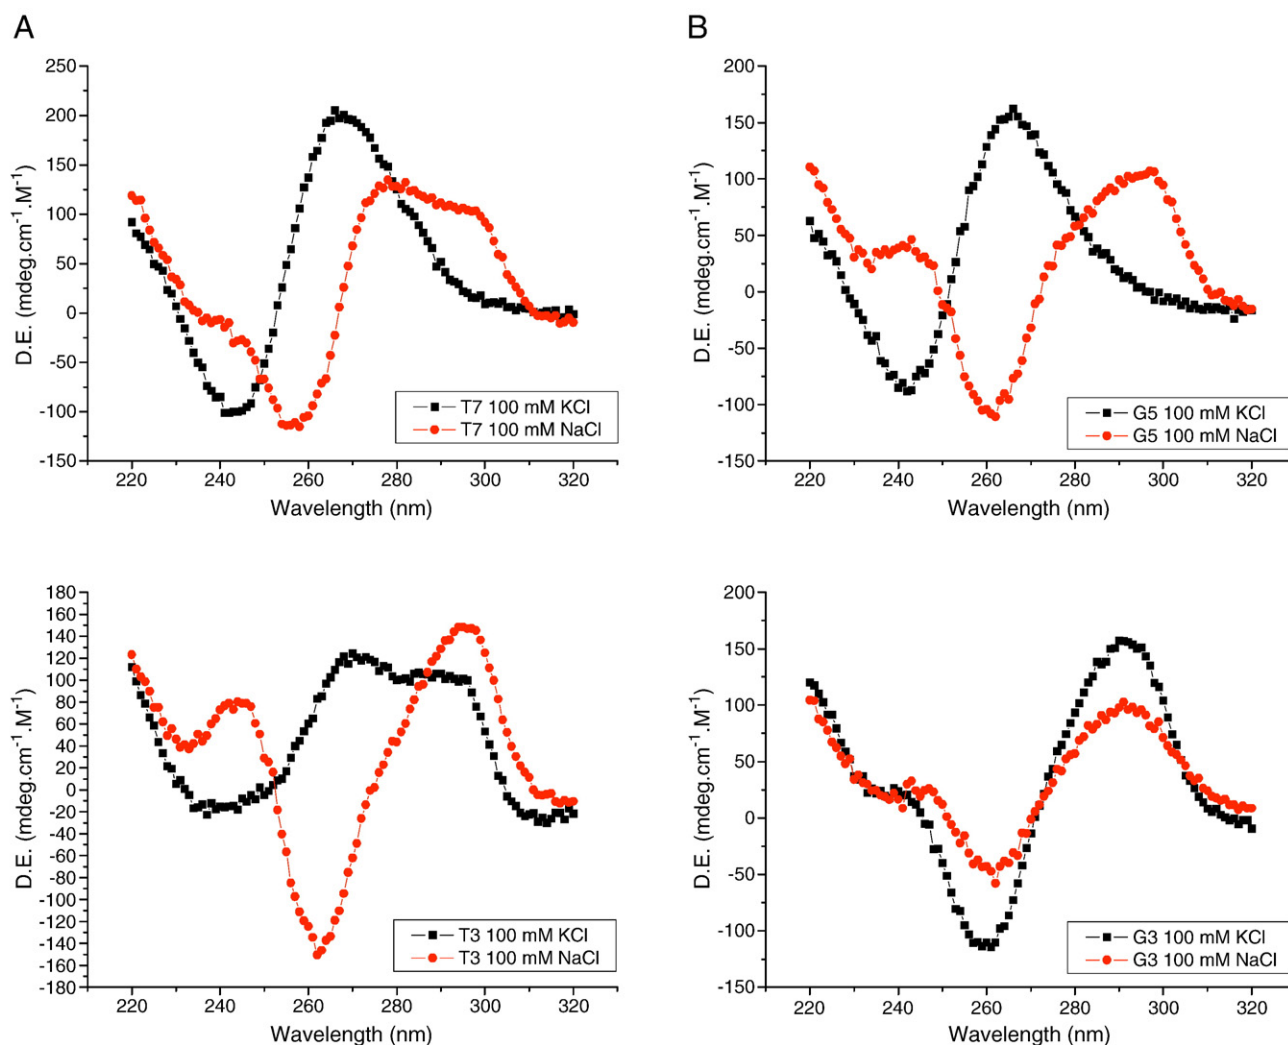 A
D.E. (mdeg.cm-1.M-1)
250
200
150
100
50
0
-50
-100
-150
220 240 260 280 300 320
Wavelength (nm)
T7 100 mM KCl
T7 100 mM NaCl
B
D.E. (mdeg.cm-1.M-1)
200
150
100
50
0
-50
-100
-150
220 240 260 280 300 320
Wavelength (nm)
G5 100 mM KCl
G5 100 mM NaCl
D.E. (mdeg.cm-1.M-1)
180
160
140
120
100
80
60
40
20
0
-20
-40
-60
-80
-100
-120
-140
-160
-180
220 240 260 280 300 320
Wavelength (nm)
T3 100 mM KCl
T3 100 mM NaCl
D.E. (mdeg.cm-1.M-1)
200
150
100
50
0
-50
-100
-150
220 240 260 280 300 320
Wavelength (nm)
G3 100 mM KCl
G3 100 mM NaCl